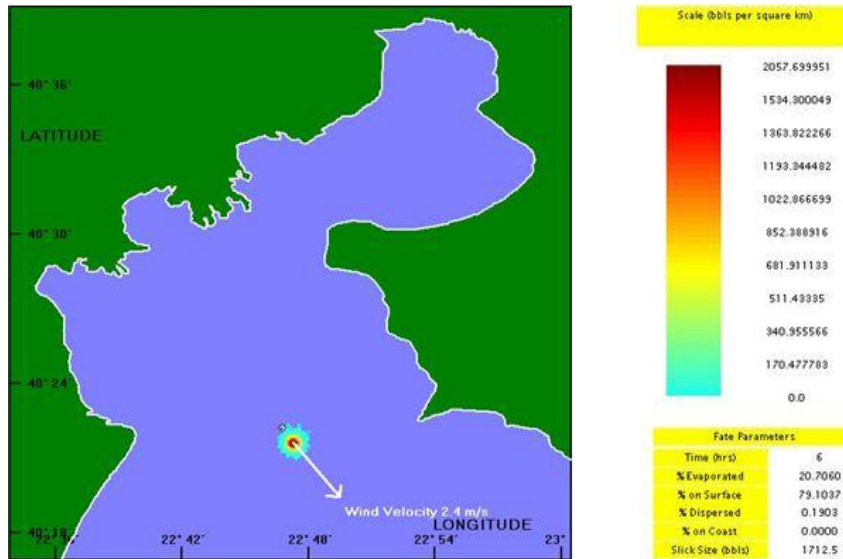 40° 36'
LATITUDE
40° 30'
40° 24'
40° 18'
22° 42'
22° 48'
22° 54'
23°
Wind Velocity 2.4 m/s
LONGITUDE
Scale (bbls per square km)
2057.699951
1534.300049
1363.822266
1193.344482
1022.866699
852.388916
681.911133
511.43335
340.955566
170.477783
0.0
Fate Parameters
Time (hrs) 6
%Evaporated 20.7060
% on Surface 79.1037
% Dispersed 0.1903
% on Coast 0.0000
Slick Size (bbls) 1712.5